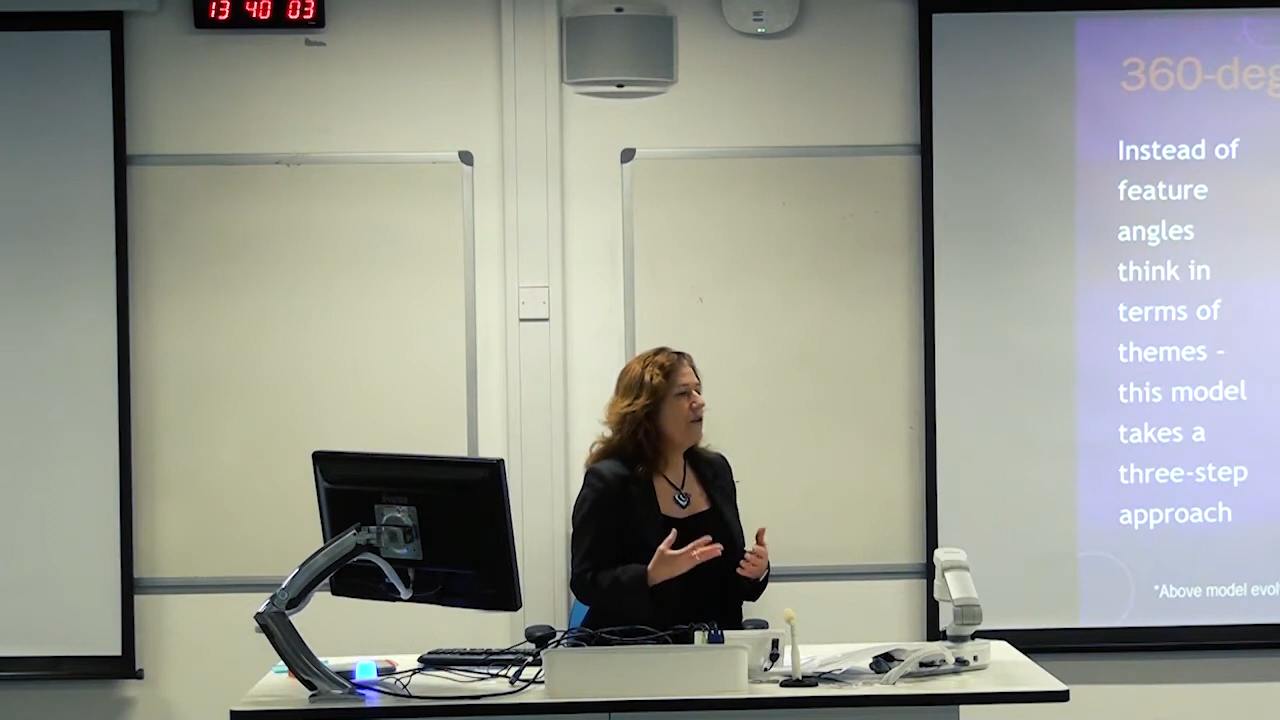 13 40 03
360-deg
Instead of
feature
angles
think in
terms of
themes -
this model
takes a
three-step
approach
*Above model evol